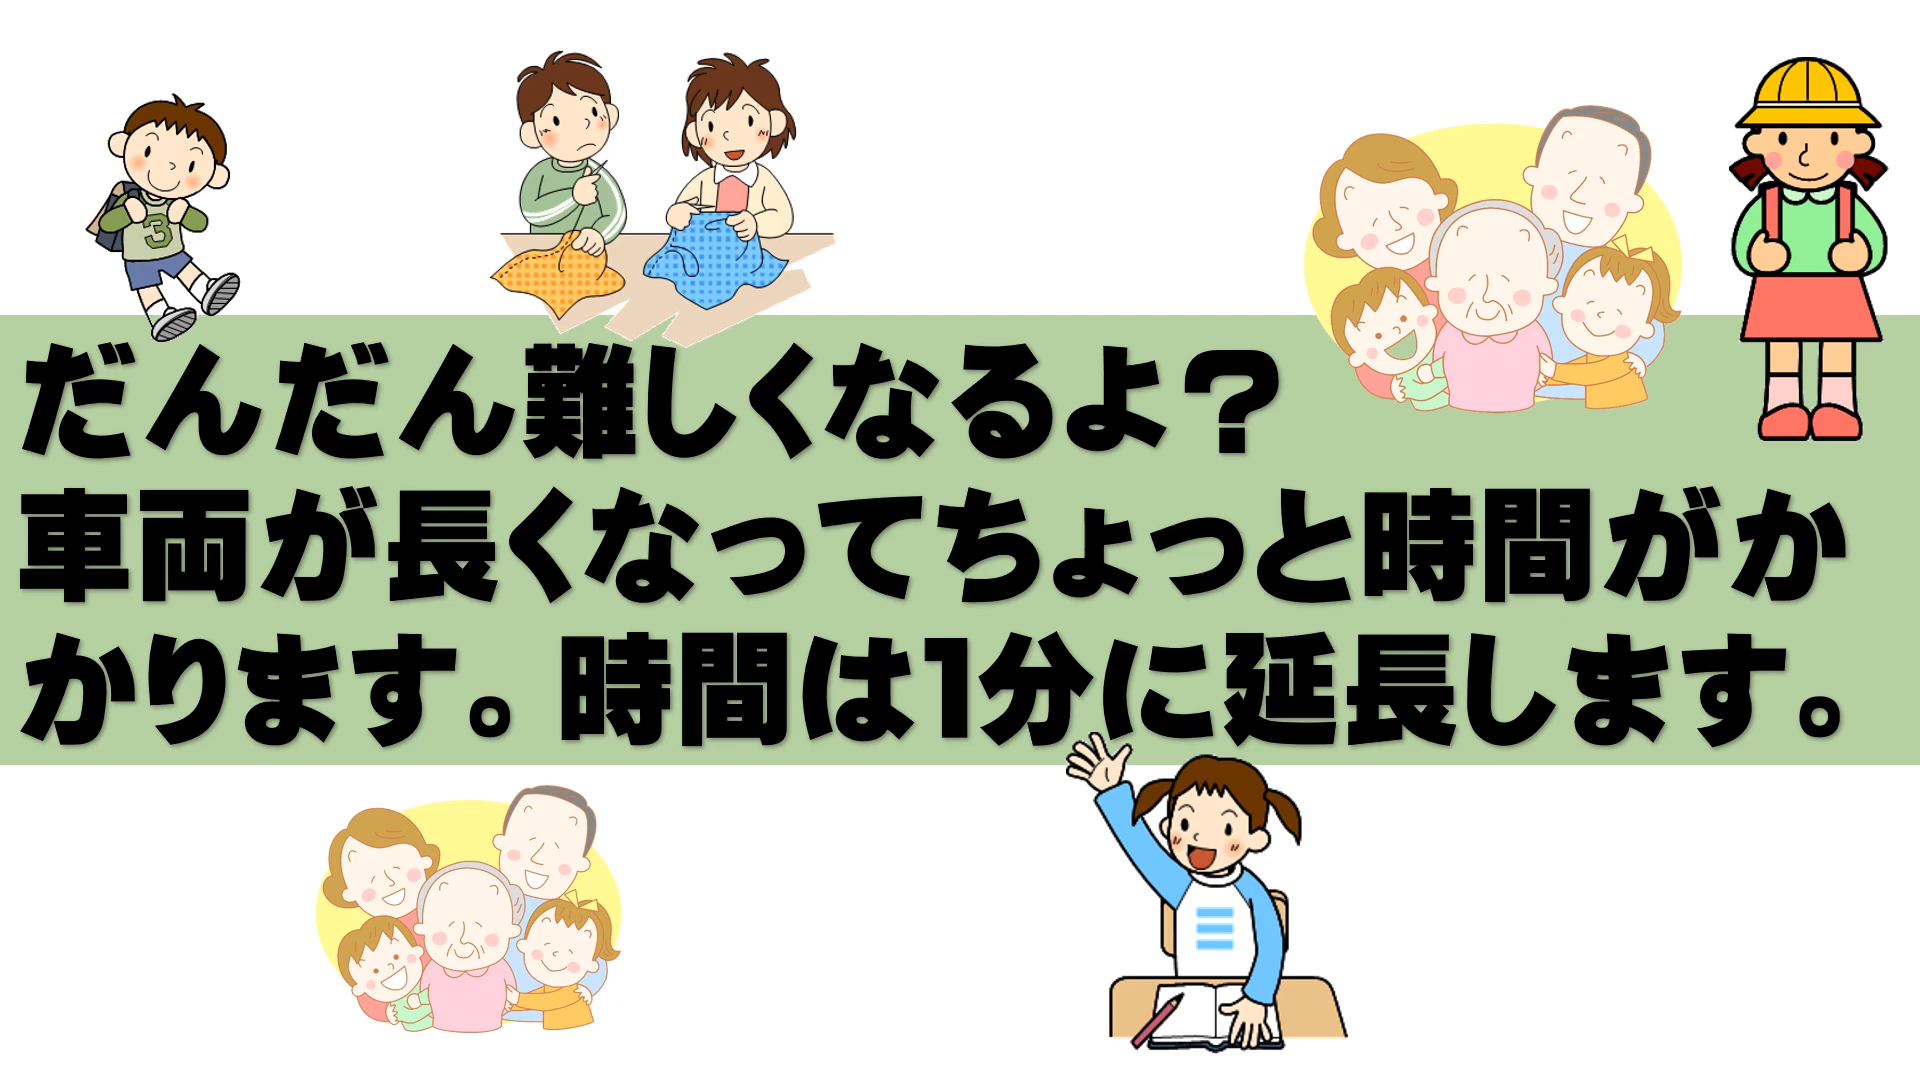 だんだん難しくなるよ？
車両が長くなってちょっと時間がか
かります。時間は1分に延長します。
3